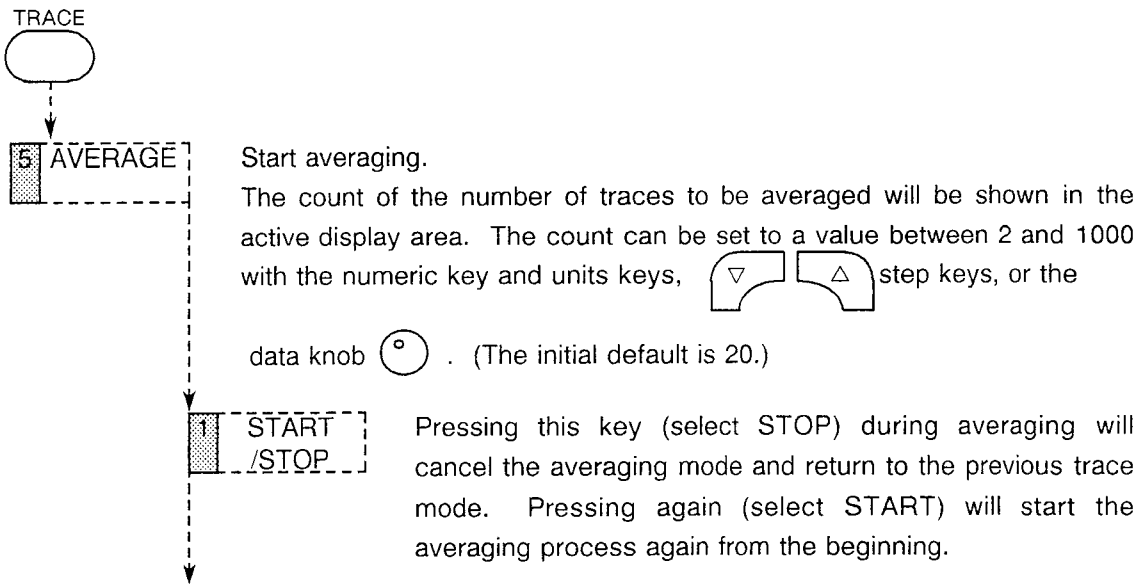 TRACE
5 AVERAGE
Start averaging.
The count of the number of traces to be averaged will be shown in the
active display area. The count can be set to a value between 2 and 1000
with the numeric key and units keys, ▽ △ step keys, or the
data knob . (The initial default is 20.)
1 START
/STOP
Pressing this key (select STOP) during averaging will
cancel the averaging mode and return to the previous trace
mode. Pressing again (select START) will start the
averaging process again from the beginning.